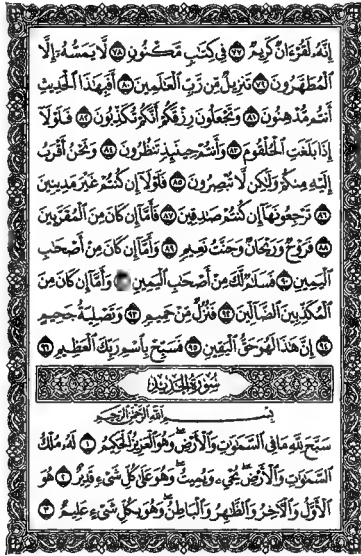 إِنَّهُۥ لَقُرْءَانٌ كَرِيمٌ ٧٧ فِي كِتَٰبٍ مَّكْنُونٍ ٧٨ لَّا يَمَسُّهُۥٓ إِلَّا
ٱلْمُطَهَّرُونَ ٧٩ تَنزِيلٌ مِّن رَّبِّ ٱلْعَٰلَمِينَ ٨٠ أَفَبِهَٰذَا ٱلْحَدِيثِ
أَنتُم مُّدْهِنُونَ ٨١ وَتَجْعَلُونَ رِزْقَكُمْ أَنَّكُمْ تُكَذِّبُونَ ٨٢ فَلَوْلَآ
إِذَا بَلَغَتِ ٱلْحُلْقُومَ ٨٣ وَأَنتُمْ حِينَئِذٍ تَنظُرُونَ ٨٤ وَنَحْنُ أَقْرَبُ
إِلَيْهِ مِنكُمْ وَلَٰكِن لَّا تُبْصِرُونَ ٨٥ فَلَوْلَآ إِن كُنتُمْ غَيْرَ مَدِينِينَ
٨٦ تَرْجِعُونَهَآ إِن كُنتُمْ صَٰدِقِينَ ٨٧ فَأَمَّآ إِن كَانَ مِنَ ٱلْمُقَرَّبِينَ
٨٨ فَرَوْحٌ وَرَيْحَانٌ وَجَنَّتُ نَعِيمٍ ٨٩ وَأَمَّآ إِن كَانَ مِنْ أَصْحَٰبِ
ٱلْيَمِينِ ٩٠ فَسَلَٰمٌ لَّكَ مِنْ أَصْحَٰبِ ٱلْيَمِينِ وَأَمَّآ إِن كَانَ مِنَ
ٱلْمُكَذِّبِينَ ٱلضَّآلِّينَ ٩٢ فَنُزُلٌ مِّنْ حَمِيمٍ ٩٣ وَتَصْلِيَةُ جَحِيمٍ
٩٤ إِنَّ هَٰذَا لَهُوَ حَقُّ ٱلْيَقِينِ ٩٥ فَسَبِّحْ بِٱسْمِ رَبِّكَ ٱلْعَظِيمِ ٩٦
سُورَةُ الحَدِيدِ
بِسْمِ ٱللَّهِ ٱلرَّحْمَٰنِ ٱلرَّحِيمِ
سَبَّحَ لِلَّهِ مَا فِي ٱلسَّمَٰوَٰتِ وَٱلْأَرْضِ ۖ وَهُوَ ٱلْعَزِيزُ ٱلْحَكِيمُ ١ لَهُۥ مُلْكُ
ٱلسَّمَٰوَٰتِ وَٱلْأَرْضِ ۖ يُحْيِۦ وَيُمِيتُ ۖ وَهُوَ عَلَىٰ كُلِّ شَيْءٍ قَدِيرٌ ٢ هُوَ
ٱلْأَوَّلُ وَٱلْءَاخِرُ وَٱلظَّٰهِرُ وَٱلْبَاطِنُ ۖ وَهُوَ بِكُلِّ شَيْءٍ عَلِيمٌ ٣